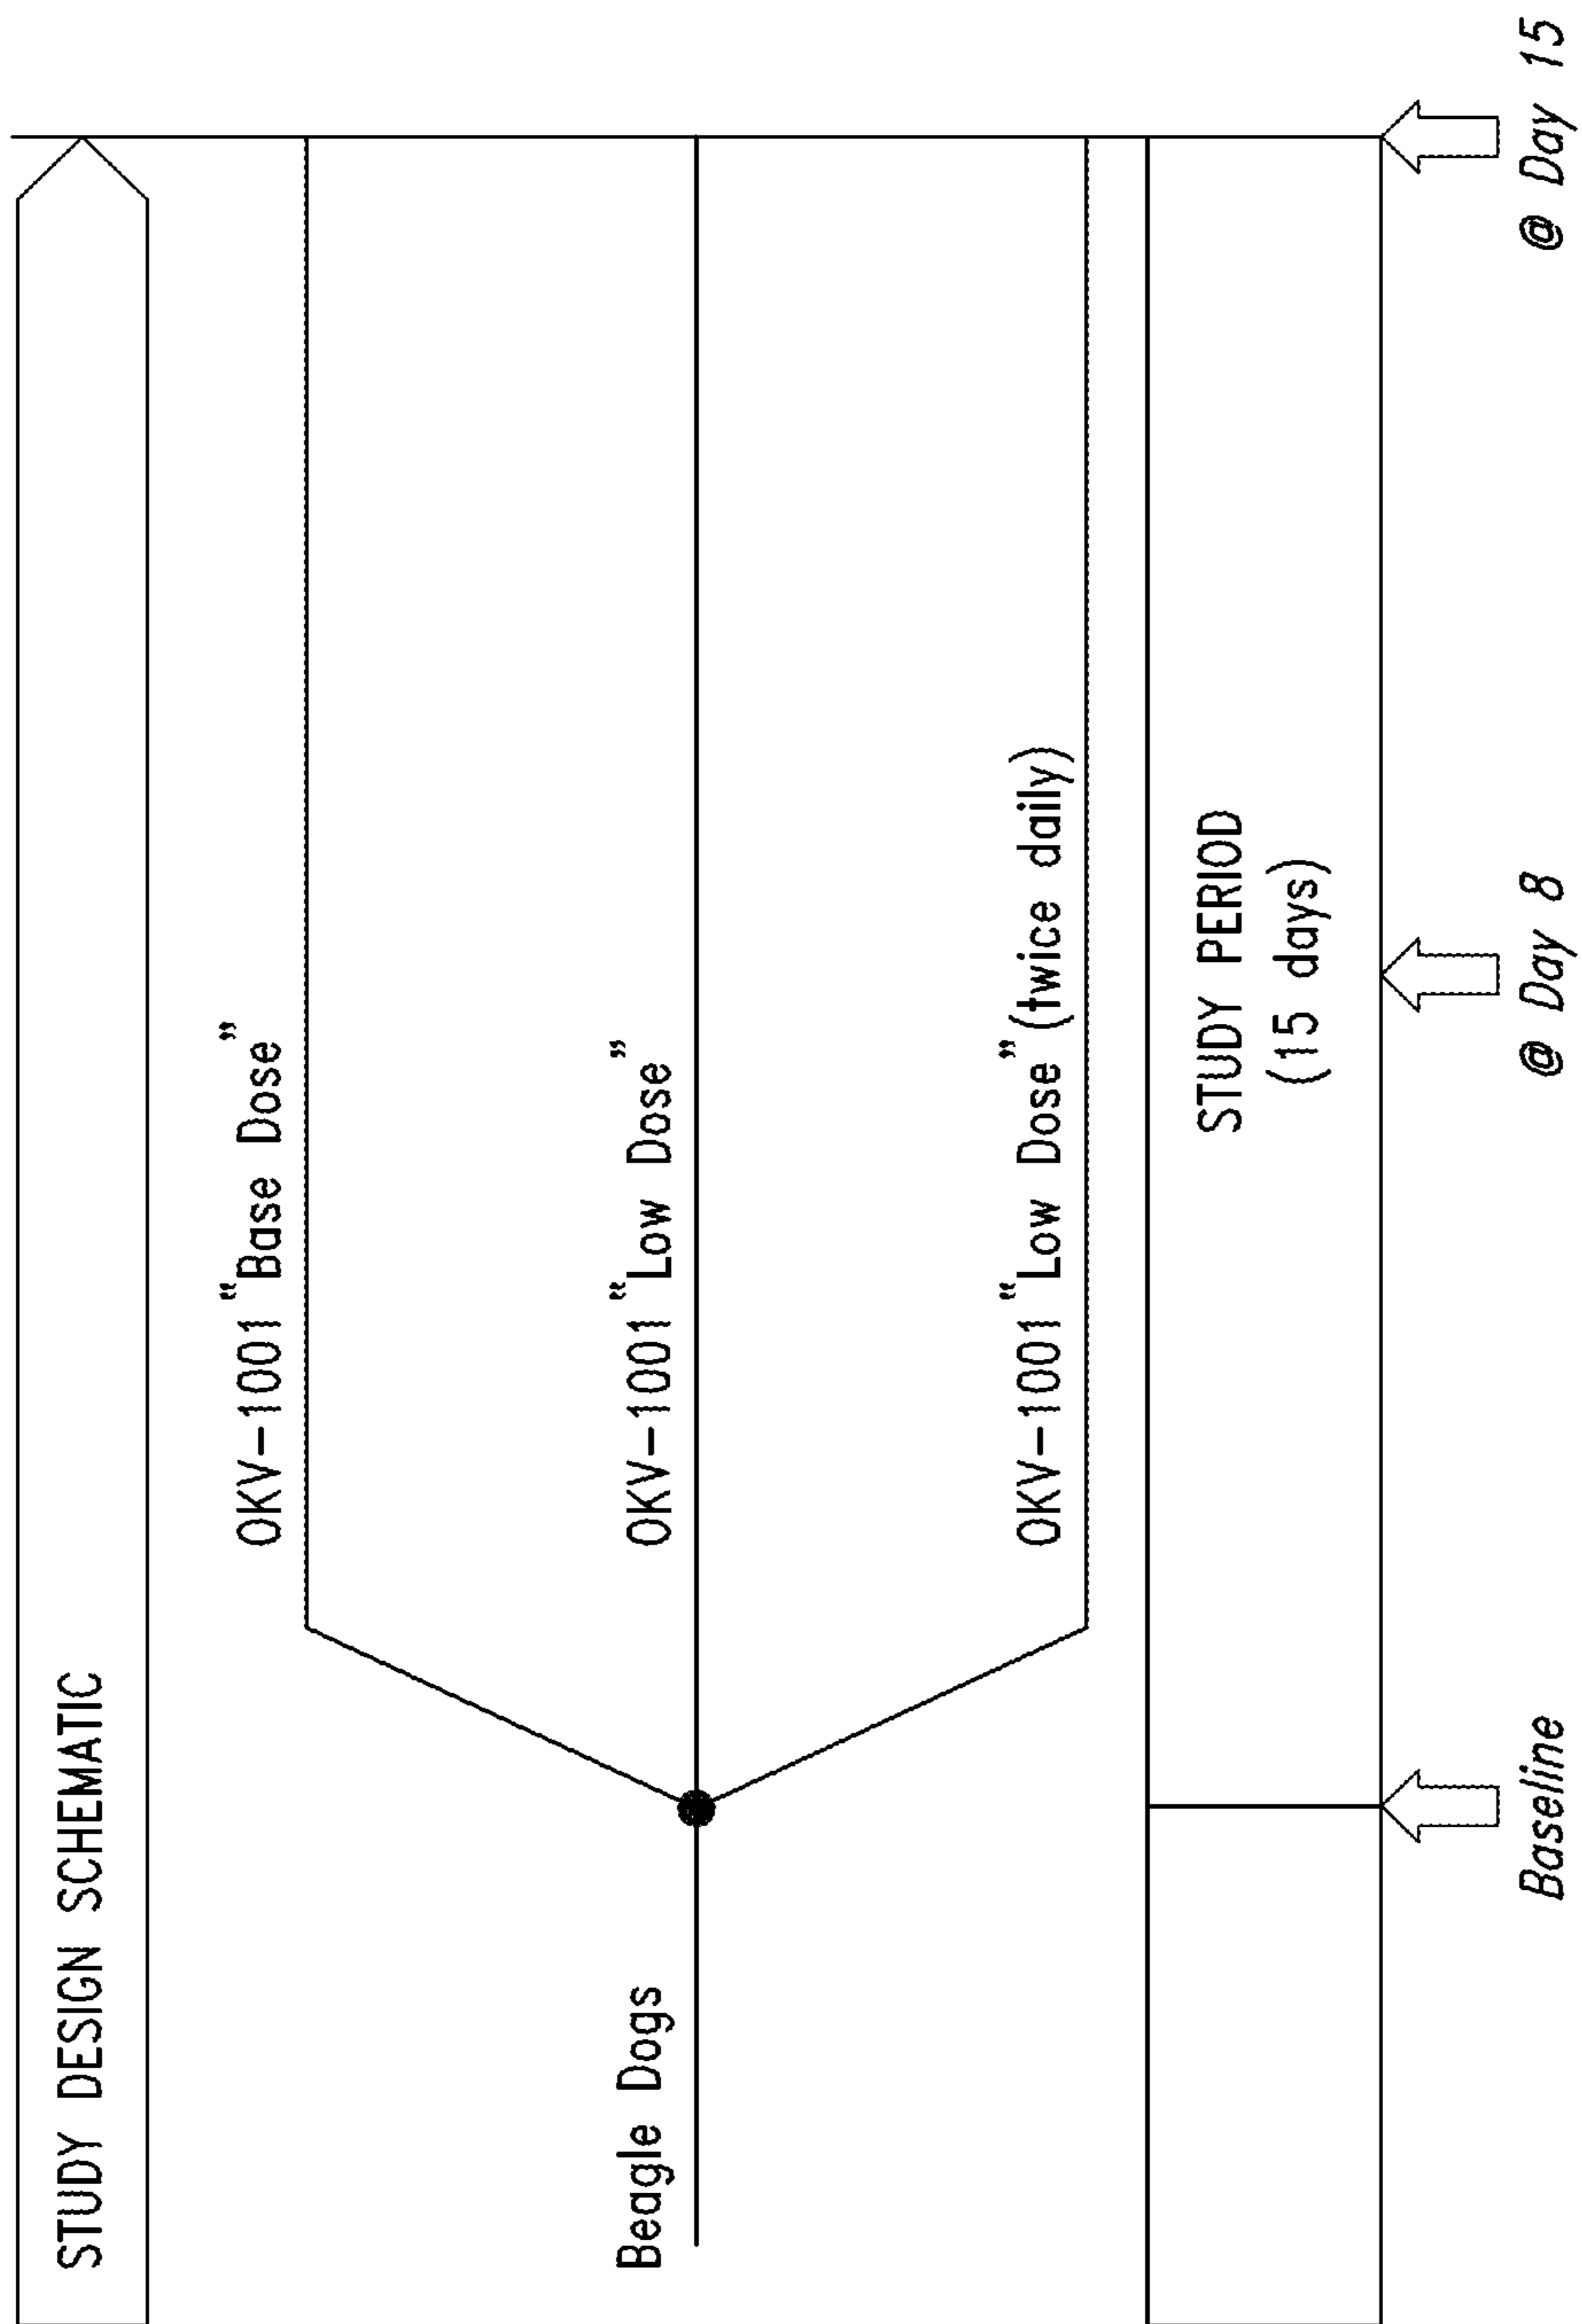 STUDY DESIGN SCHEMATIC
OKV-1001 “Base Dose”
Beagle Dogs
OKV-1001 “Low Dose”
OKV-1001 “Low Dose” (twice daily)
STUDY PERIOD
(15 days)
Baseline
@ Day 8
@ Day 15